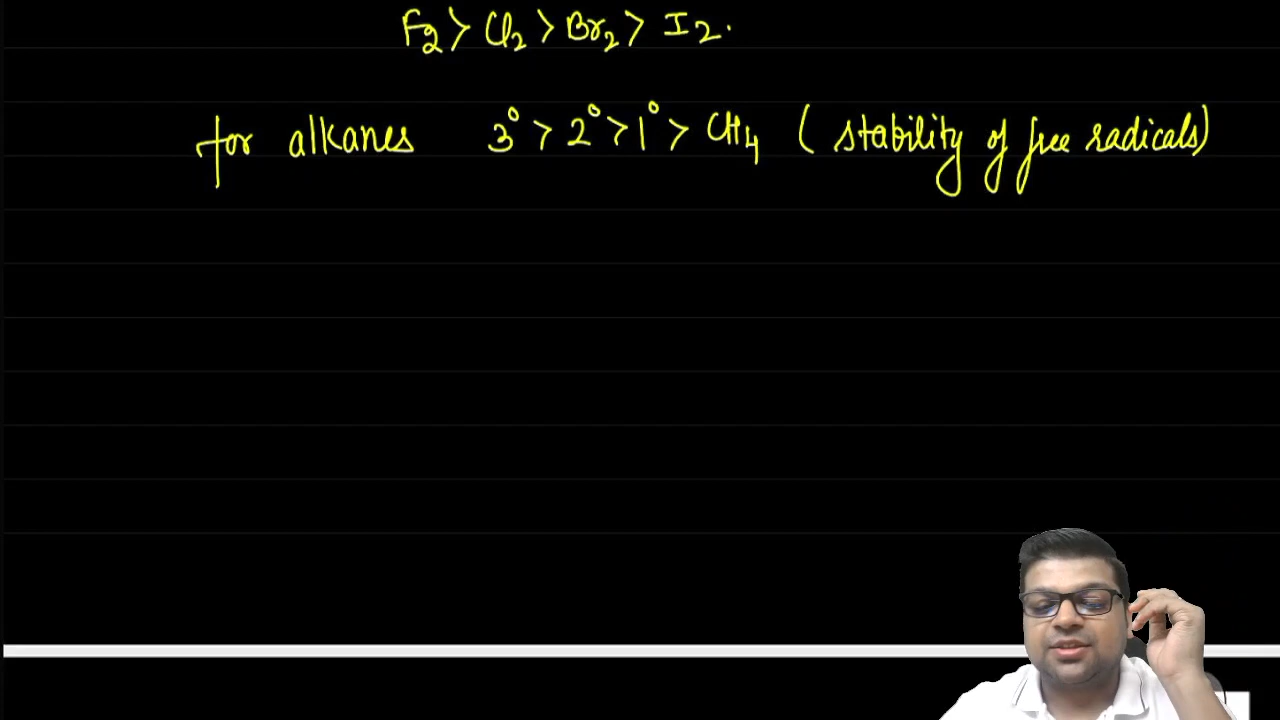 F₂ > Cl₂ > Br₂ > I₂.
for alkanes 3° > 2° > 1° > CH₄ ( stability of free radicals)